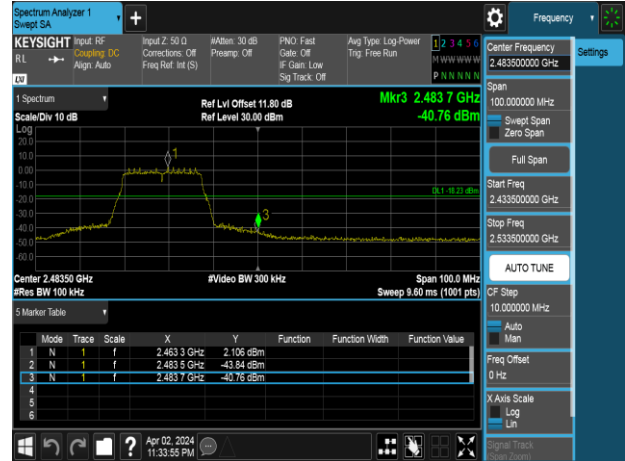 Spectrum Analyzer 1
Swept SA
+
Frequency
KEYSIGHT
Input: RF
Coupling: DC
Align: Auto
Input Z: 50 Ω
Corrections: Off
Freq Ref: Int (S)
#Atten: 30 dB
Preamp: Off
PNO: Fast
Gate: Off
IF Gain: Low
Sig Track: Off
Avg Type: Log-Power
Trig: Free Run
1 2 3 4 5 6
M W W W W W
P N N N N N
R L
LXI
1 Spectrum
Scale/Div 10 dB
Ref Lvl Offset 11.80 dB
Ref Level 30.00 dBm
Mkr3 2.483 7 GHz
-40.76 dBm
Log
20.0
10.0
0.00
-10.0
-20.0
-30.0
-40.0
-50.0
-60.0
1
3
DL1 -18.23 dBm
Center 2.48350 GHz
#Res BW 100 kHz
#Video BW 300 kHz
Span 100.0 MHz
Sweep 9.60 ms (1001 pts)
5 Marker Table
Mode Trace Scale X Y Function Function Width Function Value
1 N 1 f 2.463 3 GHz 2.106 dBm
2 N 1 f 2.483 5 GHz -43.84 dBm
3 N 1 f 2.483 7 GHz -40.76 dBm
4
5
6
?
Apr 02, 2024
11:33:55 PM
Center Frequency
2.483500000 GHz
Settings
Span
100.000000 MHz
Swept Span
Zero Span
Full Span
Start Freq
2.433500000 GHz
Stop Freq
2.533500000 GHz
AUTO TUNE
CF Step
10.000000 MHz
Auto
Man
Freq Offset
0 Hz
X Axis Scale
Log
Lin
Signal Track
(Span Zoom)